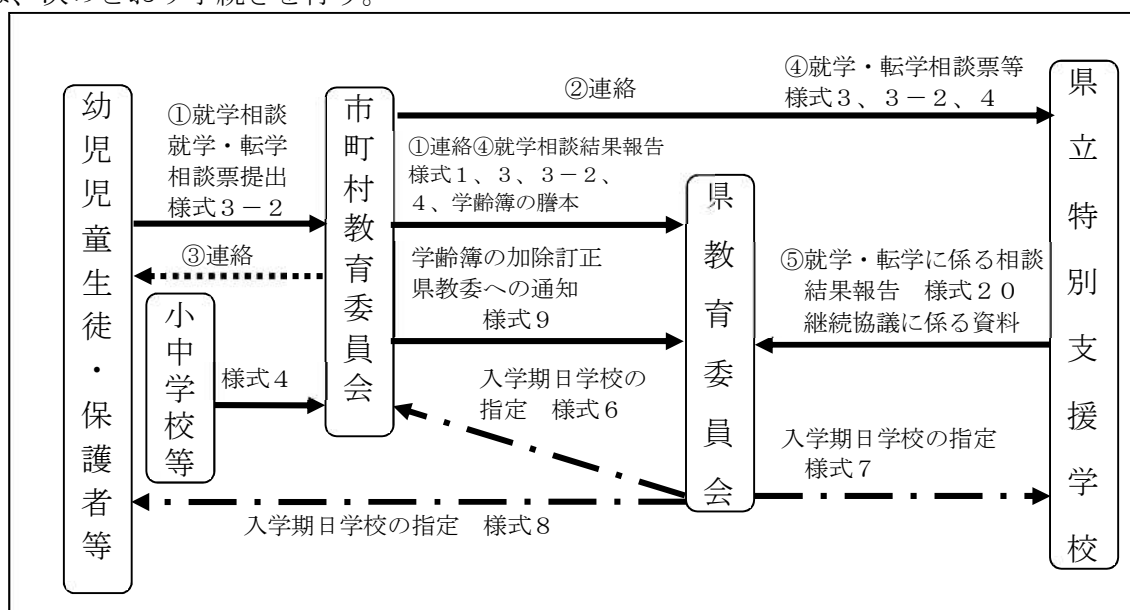 次のとおり手続きを行う。
幼児児童生徒・保護者等
①就学相談
就学・転学
相談票提出
様式3-2
③連絡
小中学校等
様式4
市町村教育委員会
②連絡
④就学・転学相談票等
様式3、3-2、4
①連絡④就学相談結果報告
様式1、3、3-2、
4、学齢簿の謄本
学齢簿の加除訂正
県教委への通知
様式9
入学期日学校の
指定 様式6
県教育委員会
⑤就学・転学に係る相談
結果報告 様式20
継続協議に係る資料
入学期日学校の指定
様式7
入学期日学校の指定 様式8
県立特別支援学校